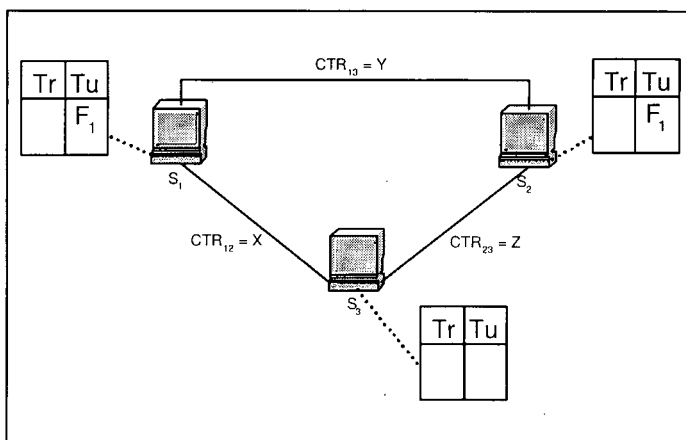 CTR₁₃ = Y
Tr Tu
F₁
Tr Tu
F₁
S₁
S₂
CTR₁₂ = X
CTR₂₃ = Z
S₃
Tr Tu